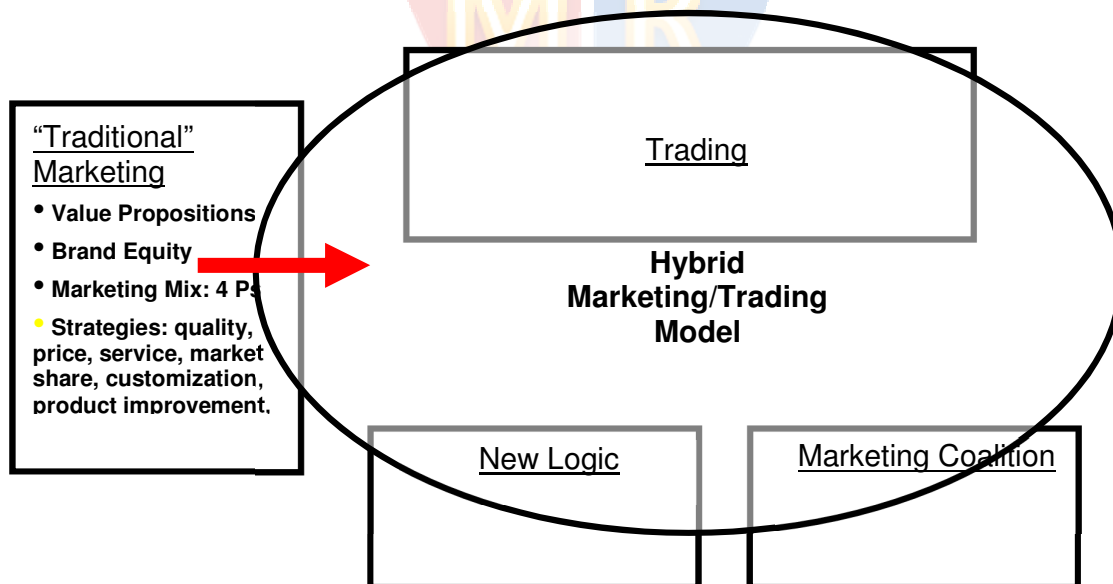 “Traditional”
Marketing
• Value Propositions
• Brand Equity
• Marketing Mix: 4 Ps
• Strategies: quality,
price, service, market
share, customization,
product improvement,
Trading
Hybrid
Marketing/Trading
Model
New Logic
Marketing Coalition